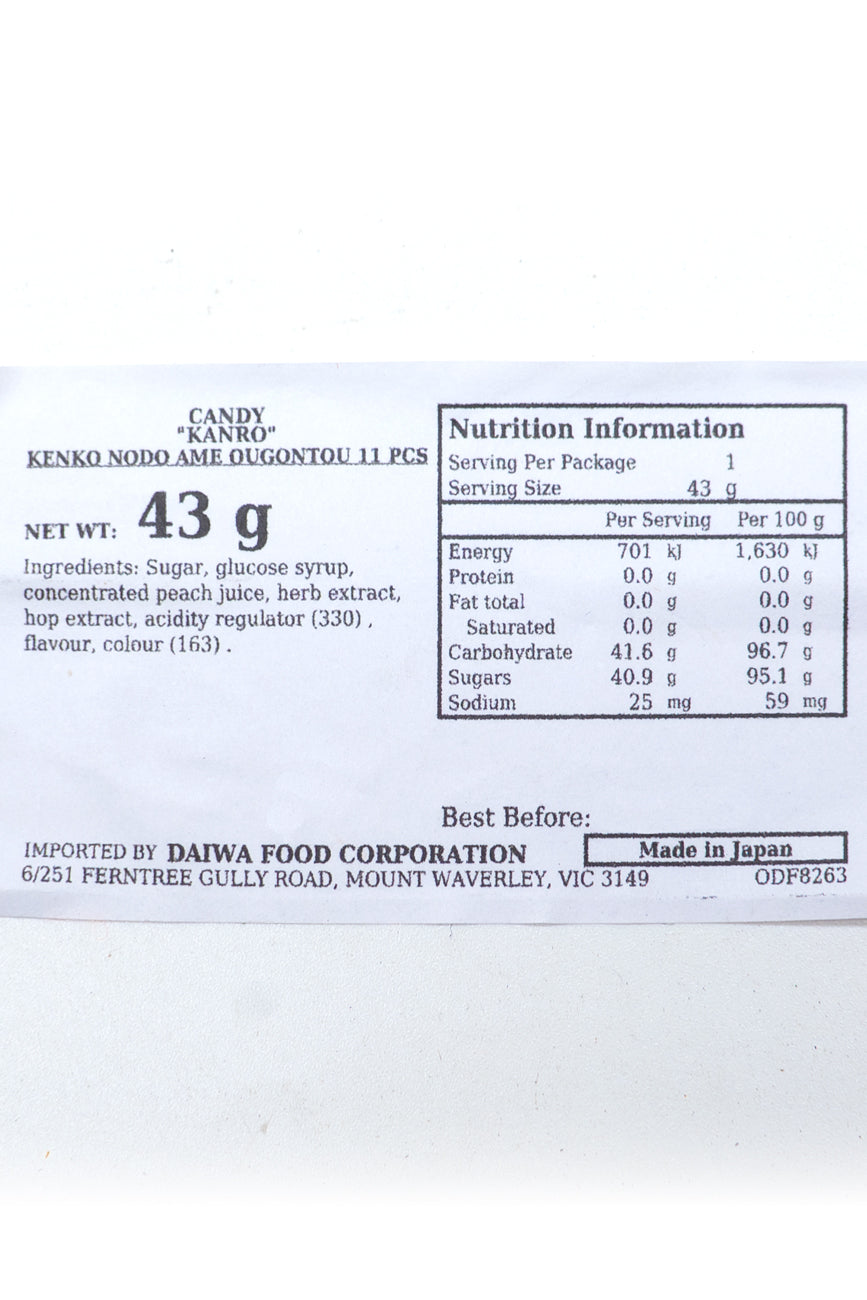 CANDY
"KANRO"
KENKO NODO AME OUGONTOU 11 PCS
NET WT: 43 g
Ingredients: Sugar, glucose syrup,
concentrated peach juice, herb extract,
hop extract, acidity regulator (330) ,
flavour, colour (163) .
Nutrition Information
Serving Per Package 1
Serving Size 43 g
Per Serving Per 100 g
Energy 701 kJ 1,630 kJ
Protein 0.0 g 0.0 g
Fat total 0.0 g 0.0 g
Saturated 0.0 g 0.0 g
Carbohydrate 41.6 g 96.7 g
Sugars 40.9 g 95.1 g
Sodium 25 mg 59 mg
Best Before:
IMPORTED BY DAIWA FOOD CORPORATION
Made in Japan
6/251 FERNTREE GULLY ROAD, MOUNT WAVERLEY, VIC 3149
ODF8263